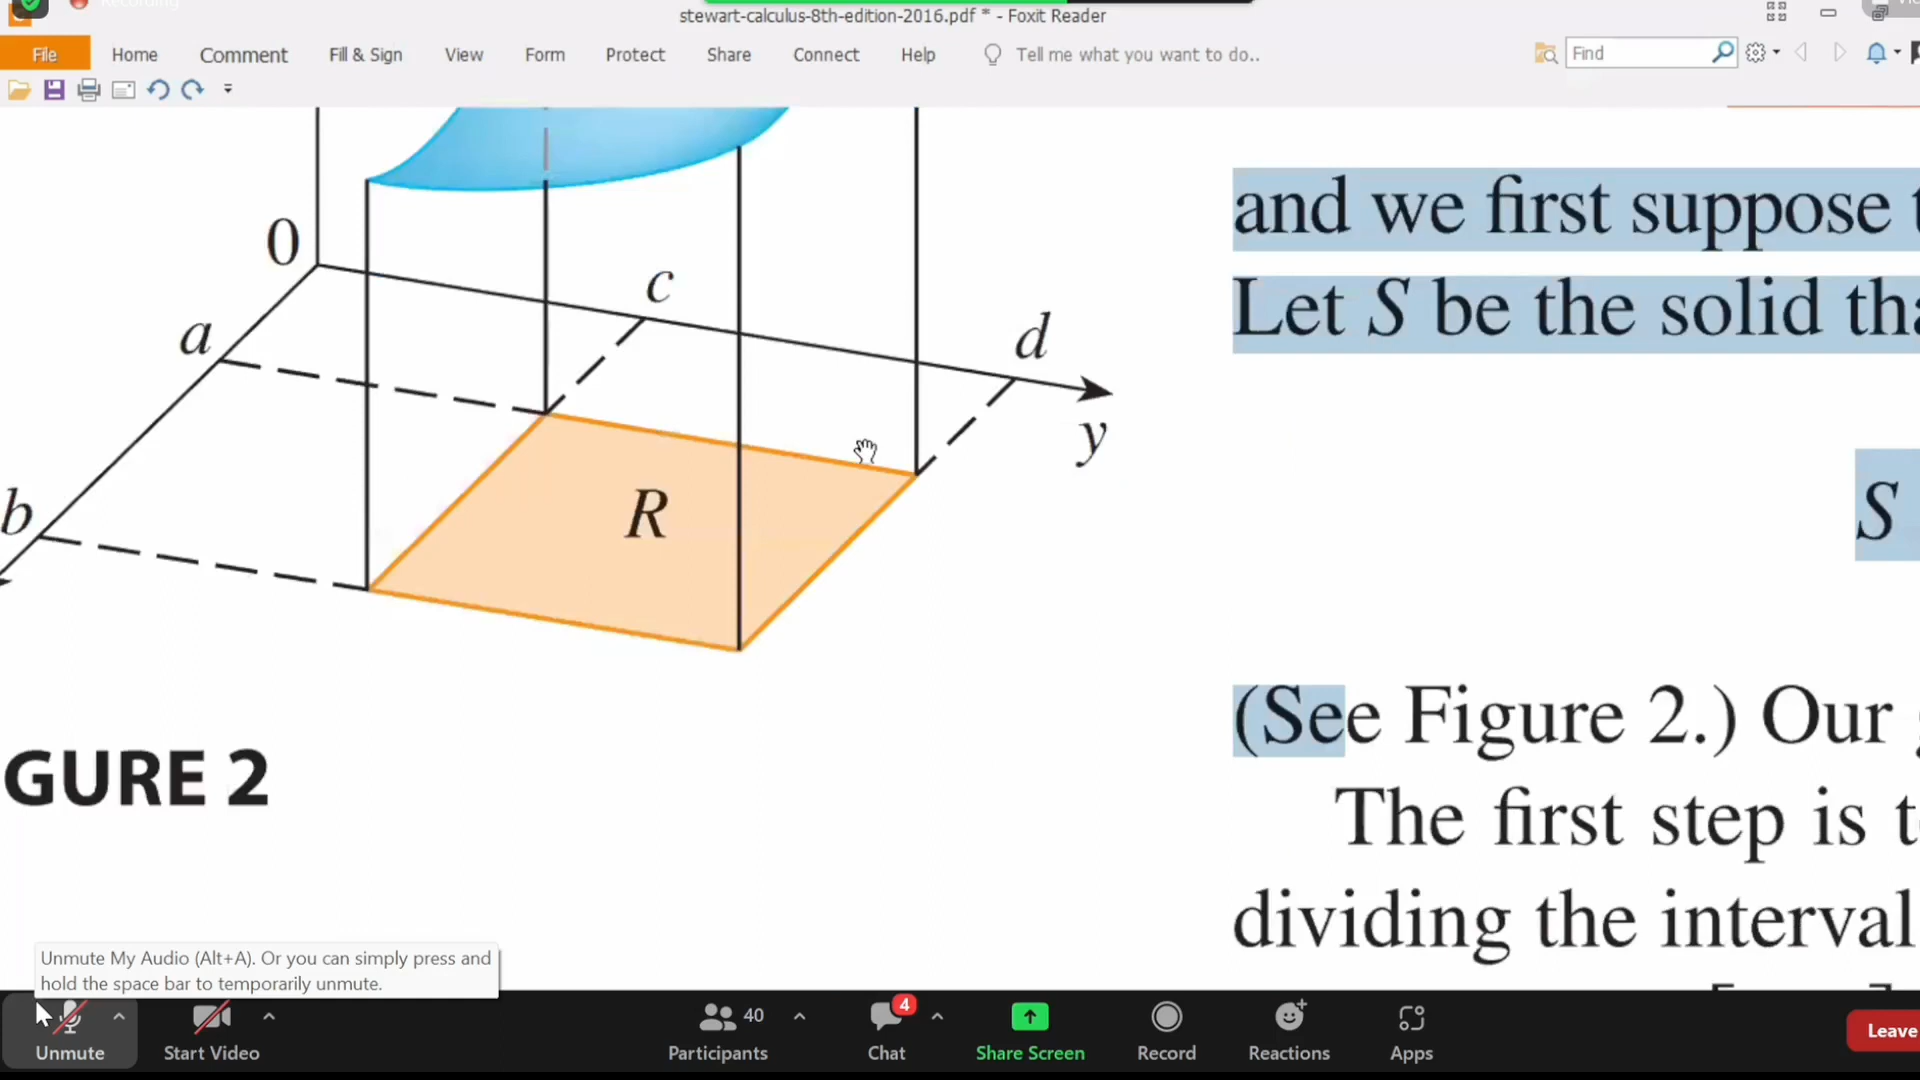 Recording
stewart-calculus-8th-edition-2016.pdf * - Foxit Reader
File Home Comment Fill & Sign View Form Protect Share Connect Help Tell me what you want to do.. Find
0
a
b
c
d
y
R
GURE 2
and we first suppose t
Let S be the solid tha
S
(See Figure 2.) Our
The first step is t
dividing the interval
Unmute My Audio (Alt+A). Or you can simply press and
hold the space bar to temporarily unmute.
40 4
Unmute Start Video Participants Chat Share Screen Record Reactions Apps Leave